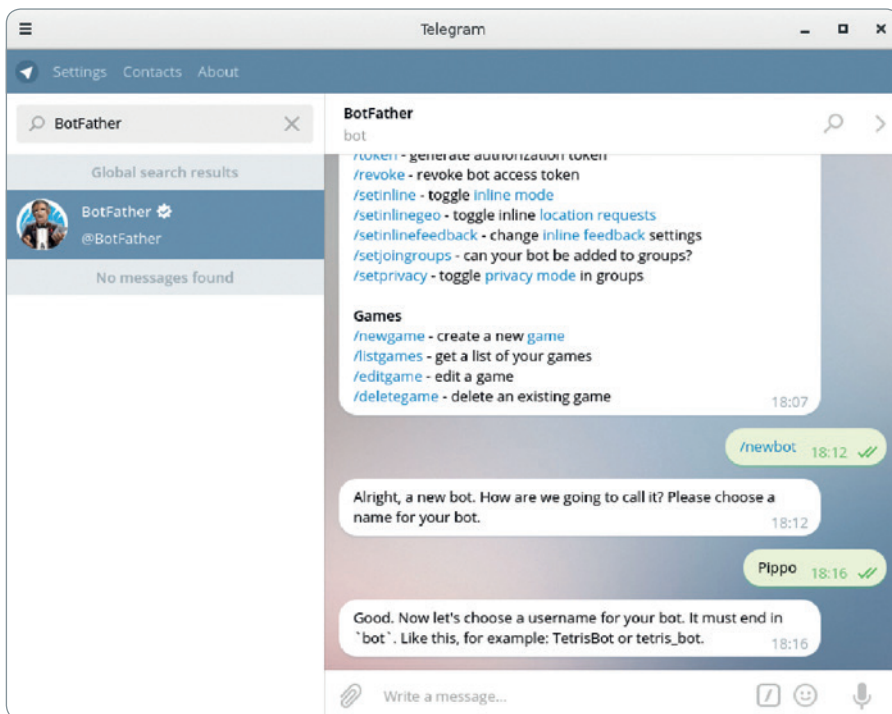 Telegram
Settings Contacts About
BotFather
Global search results
BotFather
@BotFather
No messages found
BotFather
bot
/token - generate authorization token
/revoke - revoke bot access token
/setinline - toggle inline mode
/setinlinegeo - toggle inline location requests
/setinlinefeedback - change inline feedback settings
/setjoingroups - can your bot be added to groups?
/setprivacy - toggle privacy mode in groups
Games
/newgame - create a new game
/listgames - get a list of your games
/editgame - edit a game
/deletegame - delete an existing game
18:07
/newbot 18:12
Alright, a new bot. How are we going to call it? Please choose a
name for your bot.
18:12
Pippo 18:16
Good. Now let's choose a username for your bot. It must end in
`bot`. Like this, for example: TetrisBot or tetris_bot.
18:16
Write a message...